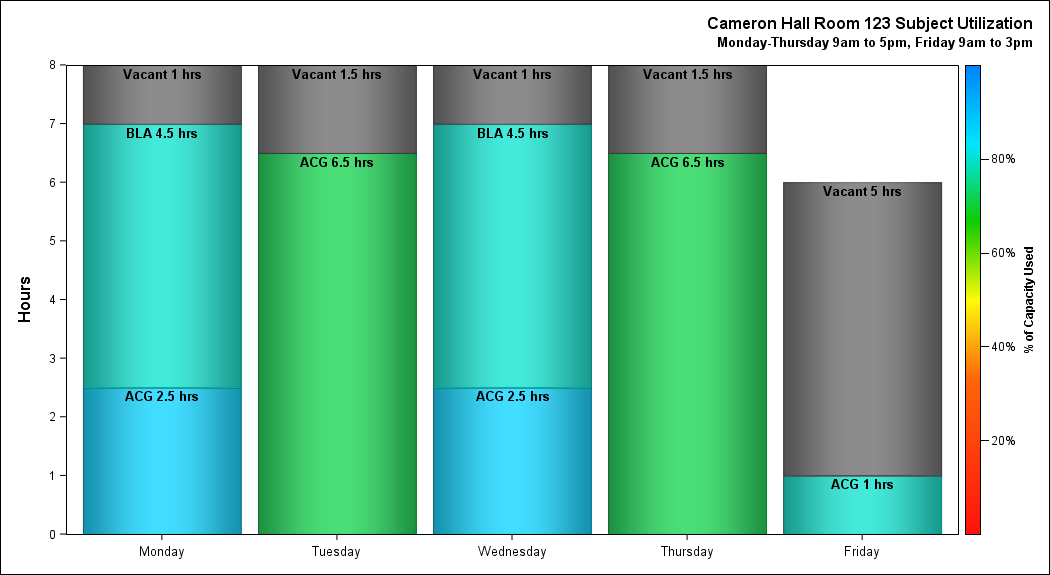 Cameron Hall Room 123 Subject Utilization
Monday-Thursday 9am to 5pm, Friday 9am to 3pm
Hours
8
7
6
5
4
3
2
1
0
Vacant 1 hrs
BLA 4.5 hrs
ACG 2.5 hrs
Vacant 1.5 hrs
ACG 6.5 hrs
Vacant 1 hrs
BLA 4.5 hrs
ACG 2.5 hrs
Vacant 1.5 hrs
ACG 6.5 hrs
Vacant 5 hrs
ACG 1 hrs
Monday
Tuesday
Wednesday
Thursday
Friday
80%
60%
40%
20%
% of Capacity Used